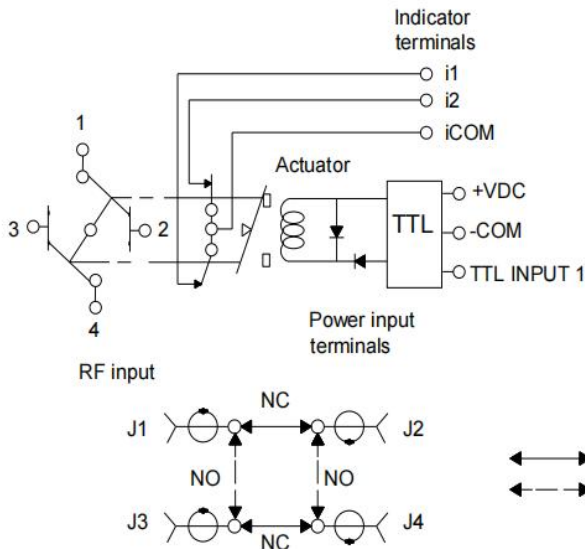 Indicator
terminals
i1
i2
iCOM
1
Actuator
3
2
4
TTL
+VDC
-COM
TTL INPUT 1
Power input
terminals
RF input
J1
NC
J2
NO
NO
J3
NC
J4